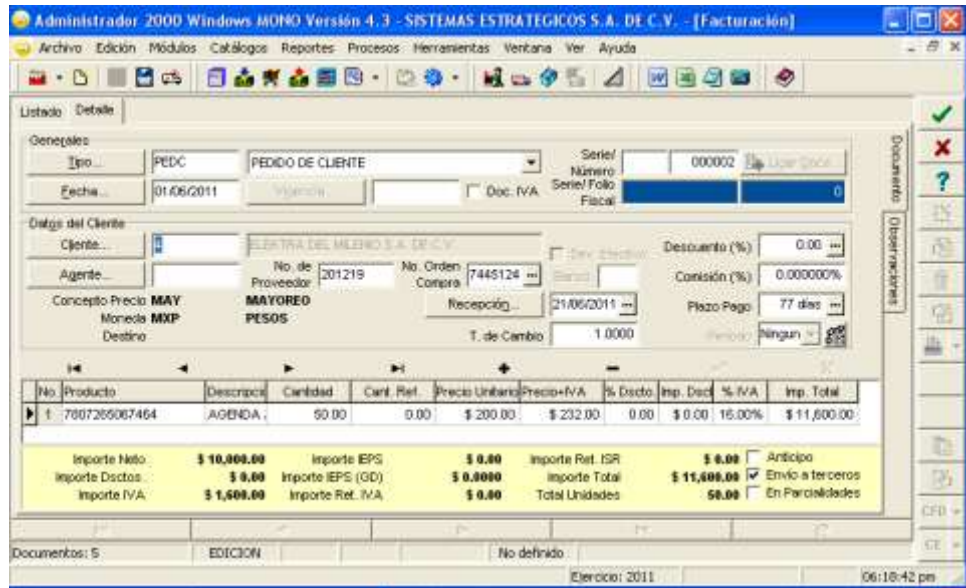 Administrador 2000 Windows MONO Versión 4.3 - SISTEMAS ESTRATEGICOS S.A. DE C.V. - [Facturación]
Archivo Edición Módulos Catálogos Reportes Procesos Herramientas Ventana Ver Ayuda
Listado Detalle
Generales
Tipo... PEDC PEDIDO DE CLIENTE Serie/ Número 000002
Fecha... 01/06/2011 Vigencia Doc. IVA Serie/ Folio Fiscal 0
Datos del Cliente
Cliente... ELEKTRA DEL MILENIO S.A. DE C.V. Descuento (%) 0.00 ...
Agente... No. de Proveedor 201219 No. Orden Compra 7445124 ... Banco Comisión (%) 0.000000%
Concepto Precio MAY MAYOREO Recepción... 21/06/2011 ... Plazo Pago 77 días ...
Moneda MXP PESOS
Destino T. de Cambio 1.0000 Periodo Ningun
Documento
Observaciones
No. Producto Descripció Cantidad Cant. Ref. Precio Unitario Precio+IVA % Dscto. Imp. Dsct % IVA Imp. Total
1 7807265067464 AGENDA 50.00 0.00 $ 200.00 $ 232.00 0.00 $ 0.00 16.00% $ 11,600.00
Importe Neto $ 10,000.00 Importe IEPS $ 0.00 Importe Ret. ISR $ 0.00 Anticipo
Importe Dsctos. $ 0.00 Importe IEPS (GD) $ 0.0000 Importe Total $ 11,600.00 Envío a terceros
Importe IVA $ 1,600.00 Importe Ret. IVA $ 0.00 Total Unidades 50.00 En Parcialidades
CFD
CE
Documentos: 5 EDICION No definido
Ejercicio: 2011 06:18:42 pm